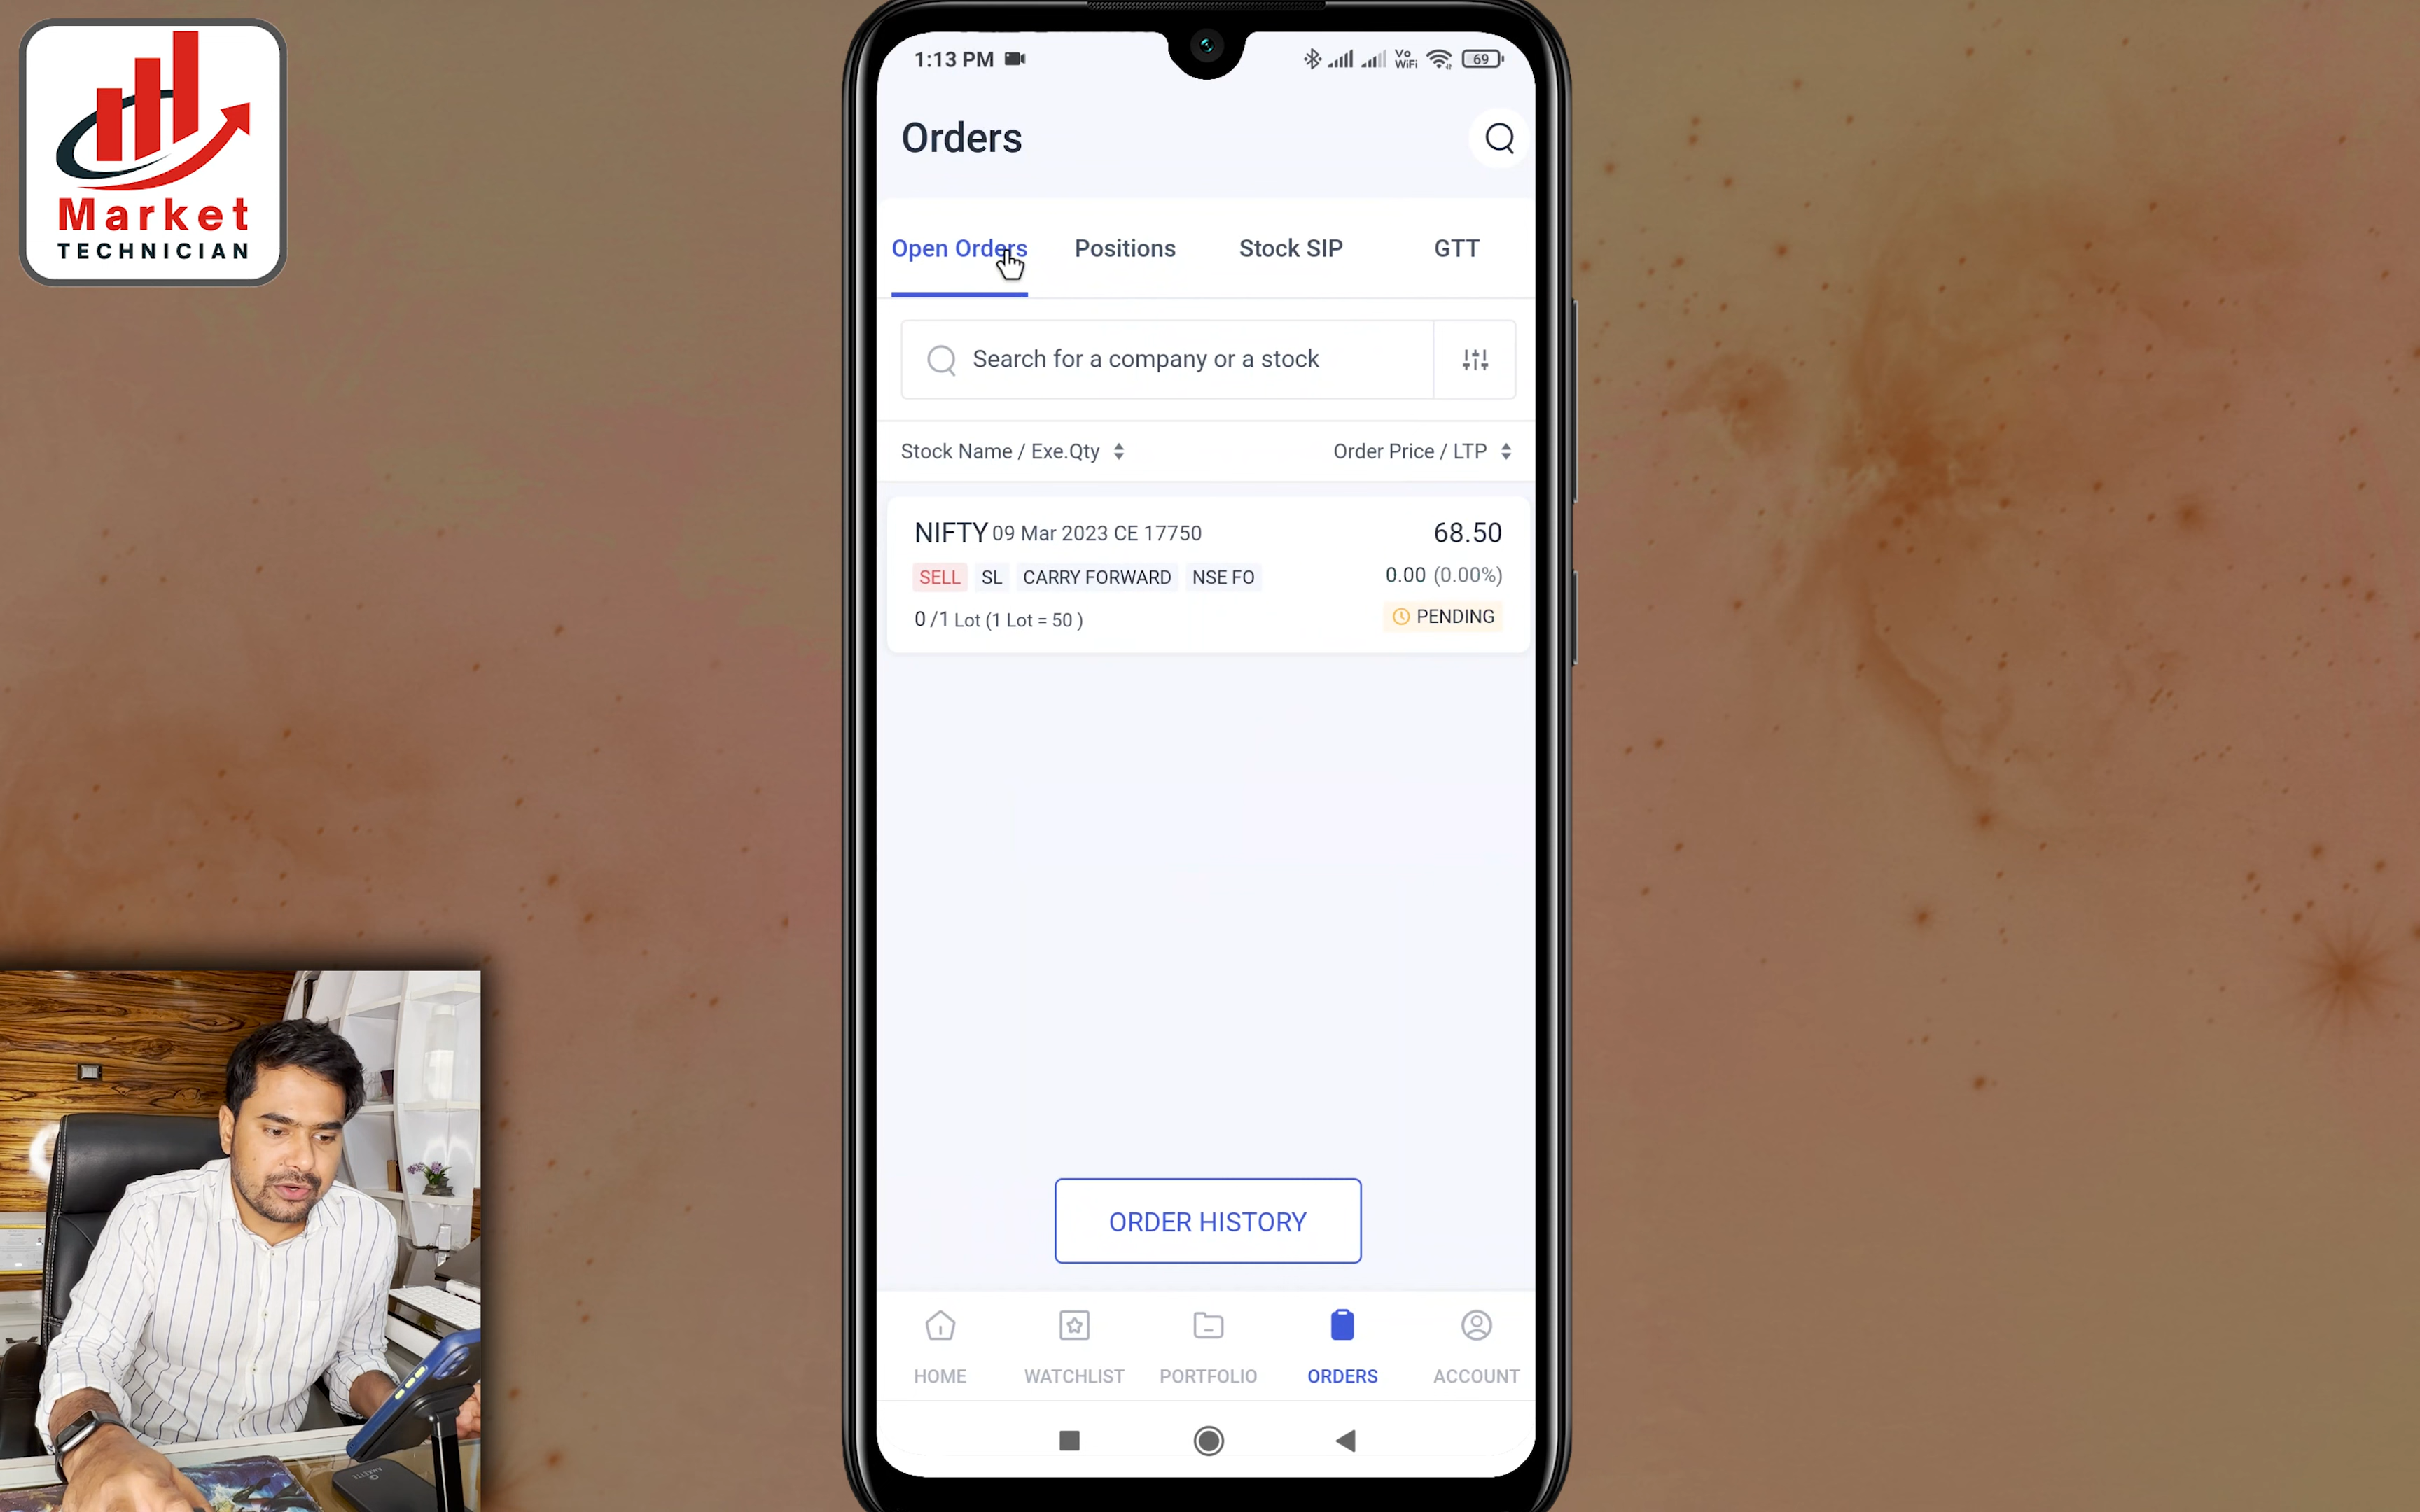 Market
TECHNICIAN
1:13 PM
Vo
WiFi
69
Orders
Open Orders
Positions
Stock SIP
GTT
Search for a company or a stock
Stock Name / Exe.Qty
Order Price / LTP
NIFTY 09 Mar 2023 CE 17750
68.50
SELL
SL
CARRY FORWARD
NSE FO
0.00 (0.00%)
0 /1 Lot (1 Lot = 50 )
PENDING
ORDER HISTORY
HOME
WATCHLIST
PORTFOLIO
ORDERS
ACCOUNT